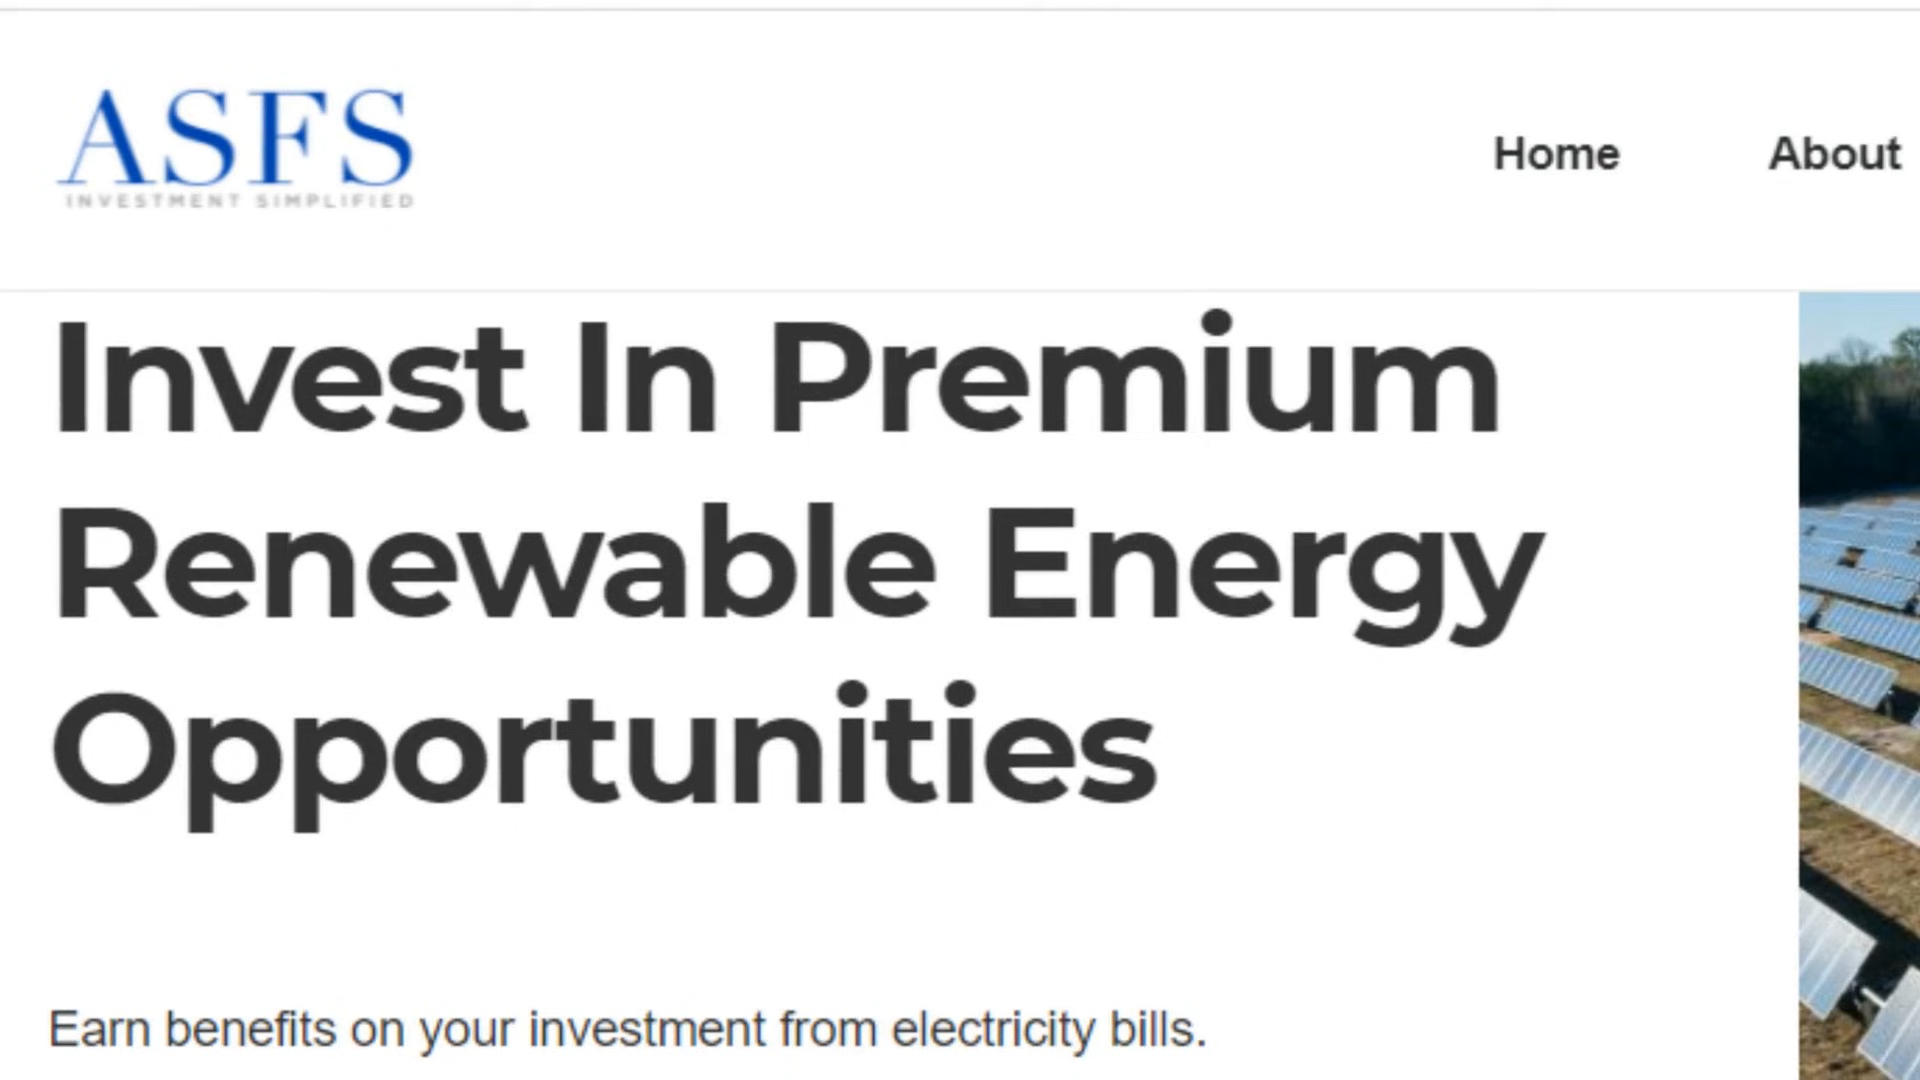 ASFS
INVESTMENT SIMPLIFIED
Home About
Invest In Premium
Renewable Energy
Opportunities
Earn benefits on your investment from electricity bills.